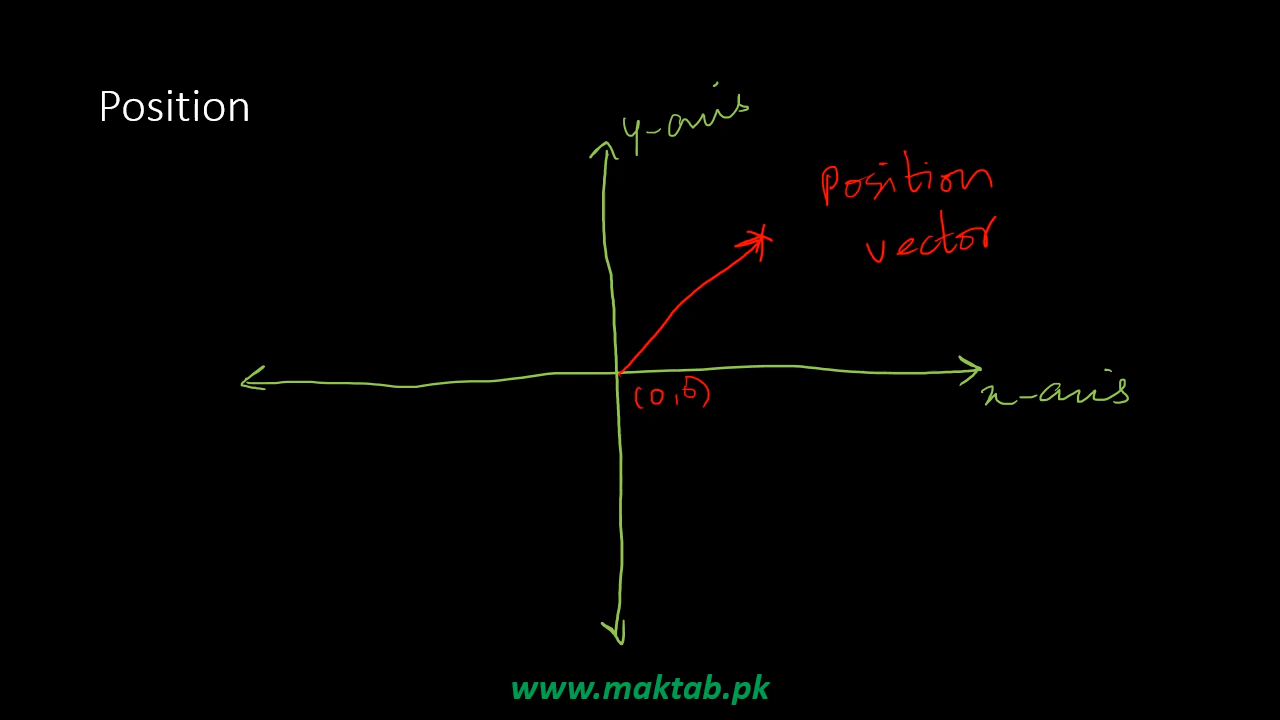 Position
y-axis
Position
vector
(0,0)
x-axis
www.maktab.pk